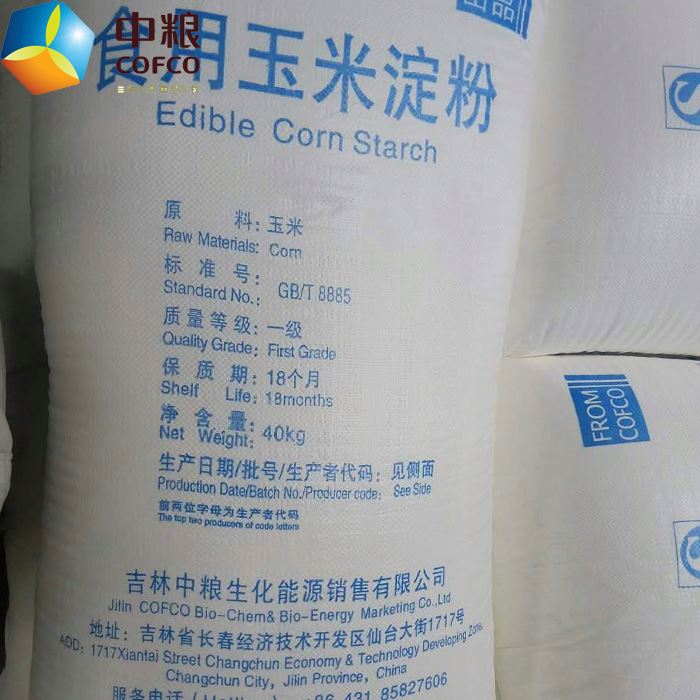 中粮
COFCO
出品
食用玉米淀粉
Edible Corn Starch
原 料：玉米
Raw Materials: Corn
标 准 号：
Standard No.: GB/T 8885
质量等级：一级
Quality Grade: First Grade
保 质 期：18个月
Shelf Life: 18months
净 含 量：
Net Weight: 40kg
生产日期/批号/生产者代码：见侧面
Production Date/Batch No./Producer code: See Side
前两位字母为生产者代码
The top two producers of code letters
吉林中粮生化能源销售有限公司
Jilin COFCO Bio-Chem& Bio-Energy Marketing Co.,Ltd
地址：吉林省长春经济技术开发区仙台大街1717号
ADD: 1717Xiantai Street Changchun Economy & Technology Developing Zone,
Changchun City, Jilin Province, China
服务电话 86 431 85827606
FROM
COFCO